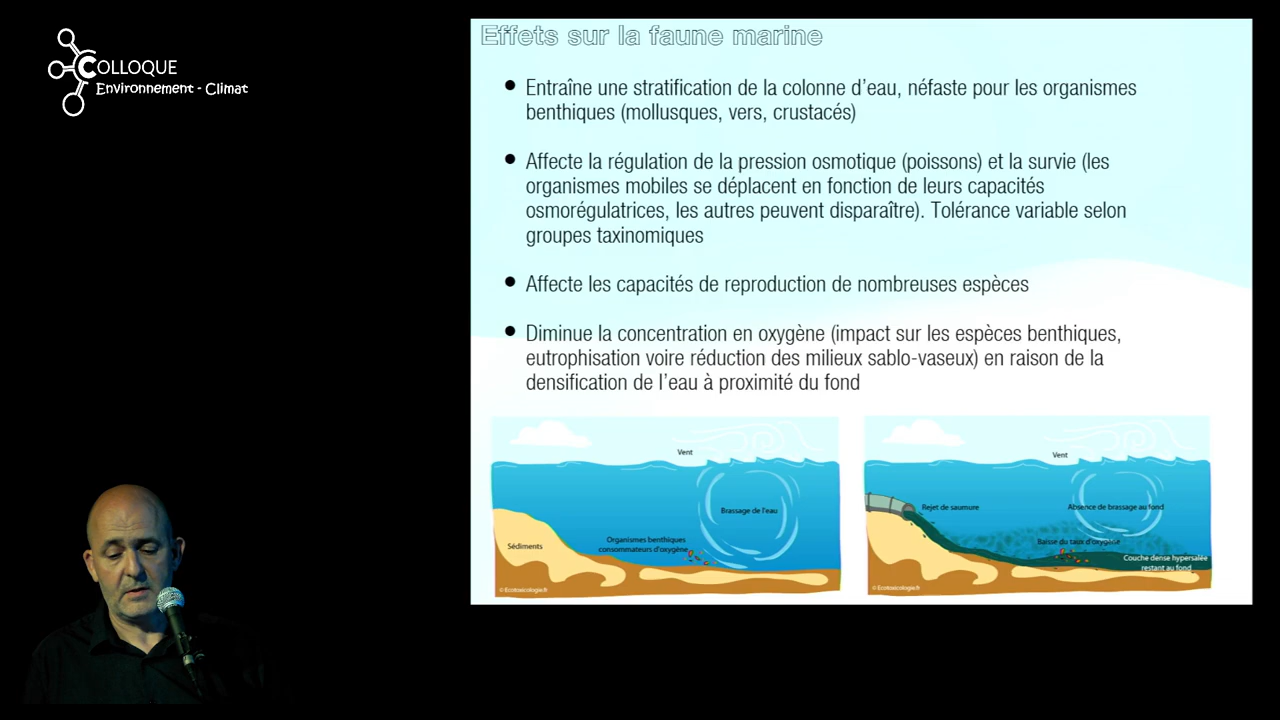 COLLOQUE
Environnement - Climat
Effets sur la faune marine
• Entraîne une stratification de la colonne d'eau, néfaste pour les organismes
benthiques (mollusques, vers, crustacés)
• Affecte la régulation de la pression osmotique (poissons) et la survie (les
organismes mobiles se déplacent en fonction de leurs capacités
osmorégulatrices, les autres peuvent disparaître). Tolérance variable selon
groupes taxinomiques
• Affecte les capacités de reproduction de nombreuses espèces
• Diminue la concentration en oxygène (impact sur les espèces benthiques,
eutrophisation voire réduction des milieux sablo-vaseux) en raison de la
densification de l'eau à proximité du fond
Vent
Brassage de l'eau
Organismes benthiques
consommateurs d'oxygène
Sédiments
© Ecotoxicologie.fr
Vent
Rejet de saumure
Absence de brassage au fond
Baisse du taux d'oxygène
Couche dense hypersalée
restant au fond
© Ecotoxicologie.fr